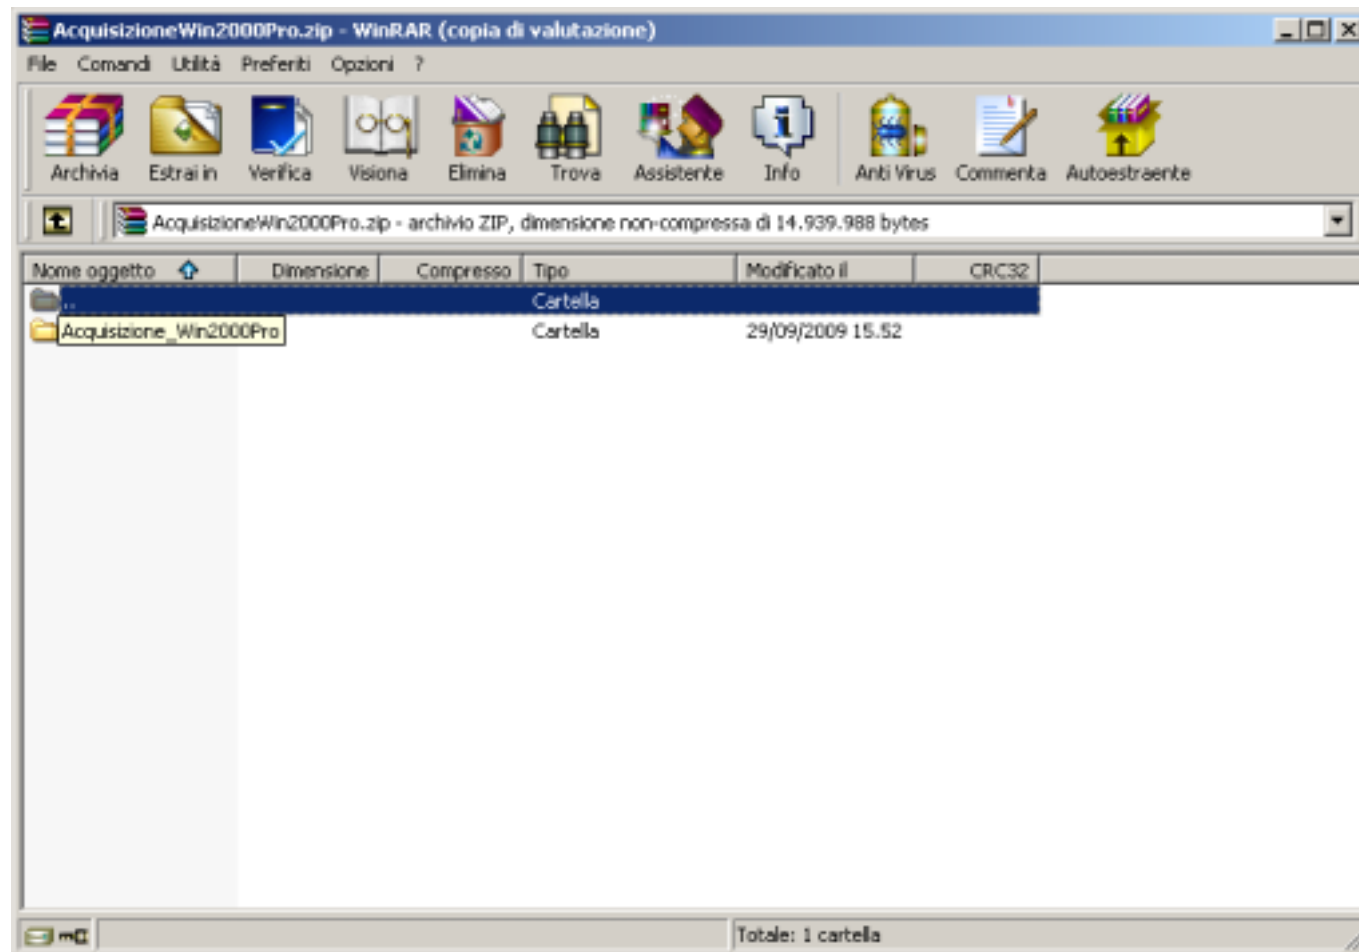 AcquisizioneWin2000Pro.zip - WinRAR (copia di valutazione)
File Comandi Utilità Preferiti Opzioni ?
Archivia Estrai in Verifica Visiona Elimina Trova Assistente Info Anti Virus Commenta Autoestraente
AcquisizioneWin2000Pro.zip - archivio ZIP, dimensione non-compressa di 14.939.988 bytes
Nome oggetto Dimensione Compresso Tipo Modificato il CRC32
.. Cartella
Acquisizione_Win2000Pro Cartella 29/09/2009 15.52
Totale: 1 cartella